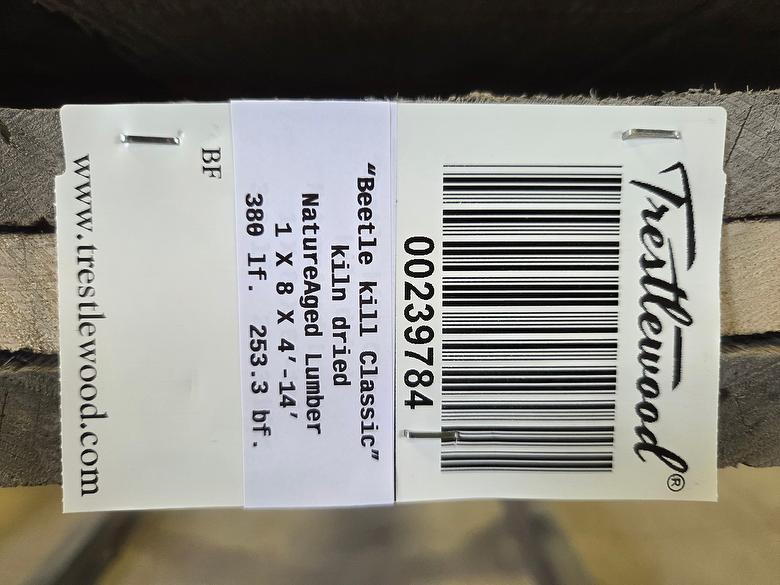 Trestlewood®
00239784
"Beetle kill Classic"
kiln dried
NatureAged Lumber
1 X 8 X 4'-14'
380 lf. 253.3 bf.
BF
www.trestlewood.com